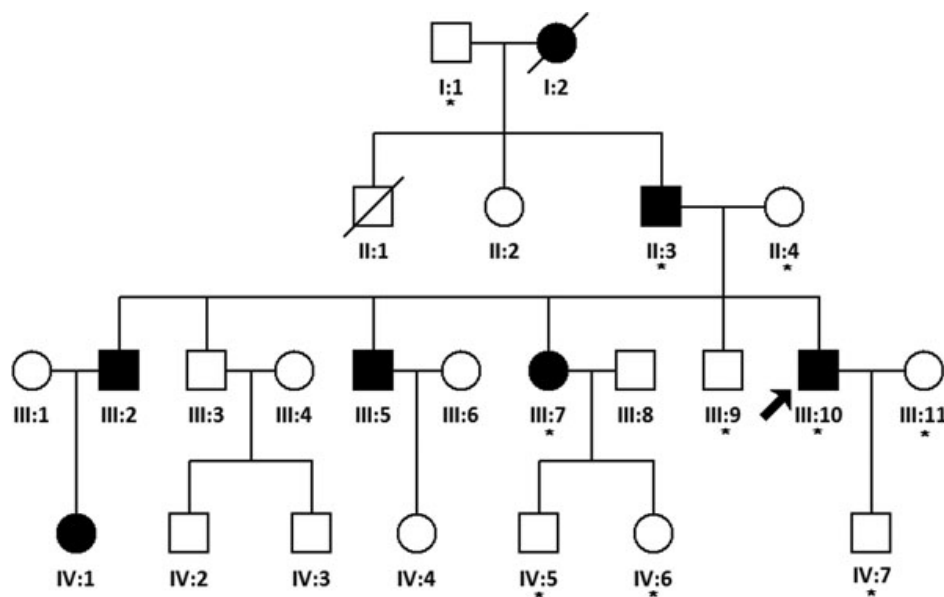 I:1 I:2
*
II:1 II:2 II:3 II:4
* *
III:1 III:2 III:3 III:4 III:5 III:6 III:7 III:8 III:9 III:10 III:11
* * * *
IV:1 IV:2 IV:3 IV:4 IV:5 IV:6 IV:7
* * *